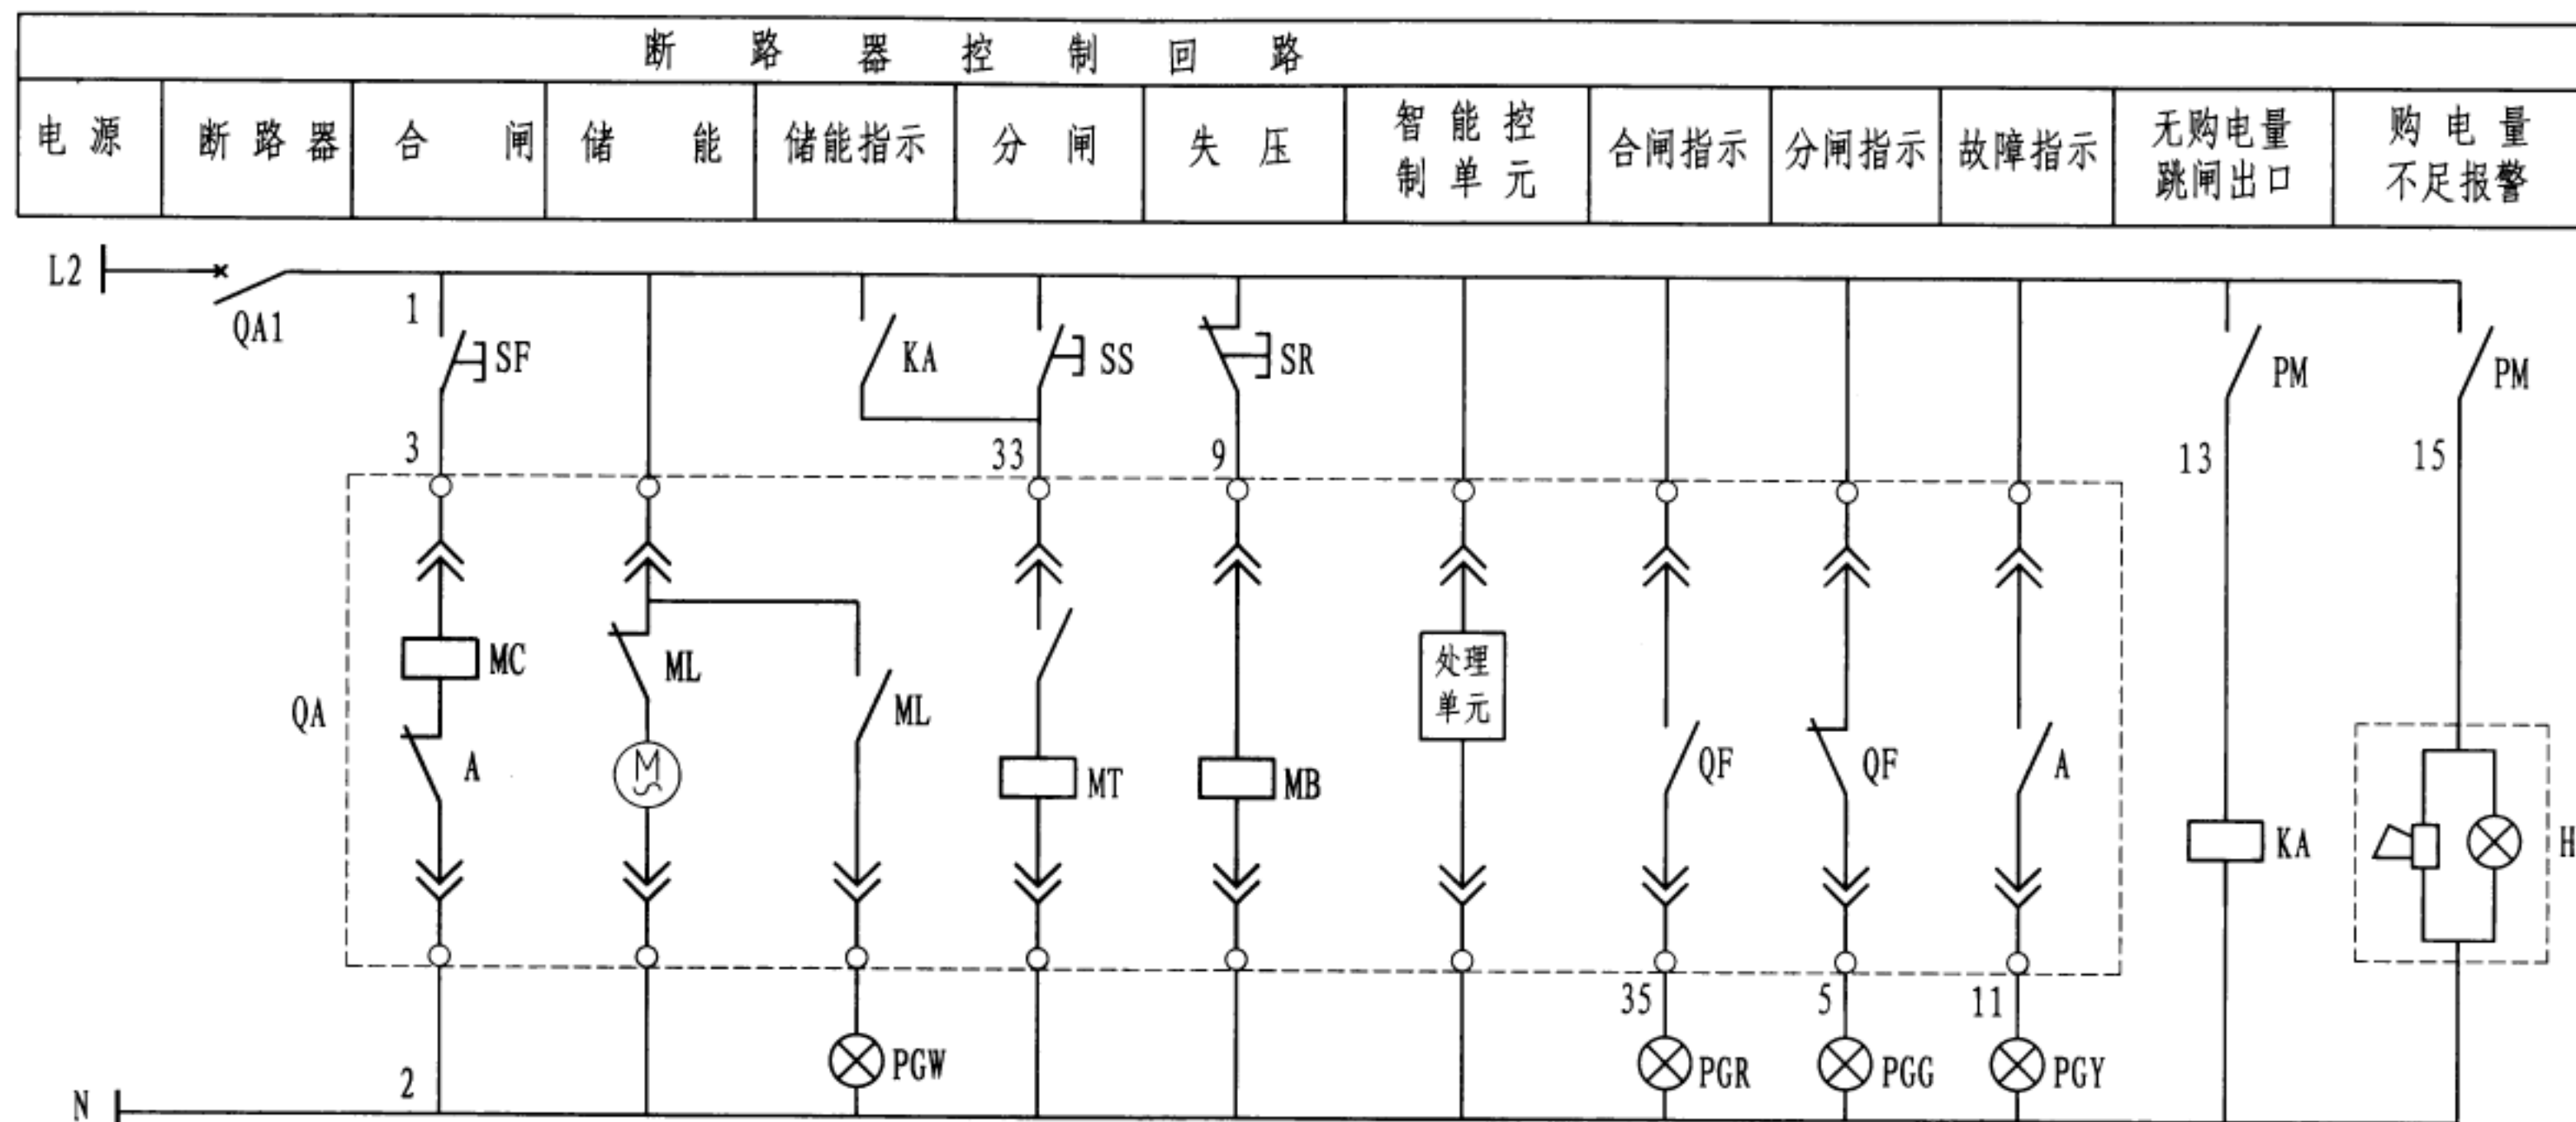 断路器控制回路
电源 断路器 合闸 储能 储能指示 分闸 失压 智能控制单元 合闸指示 分闸指示 故障指示 无购电量跳闸出口 购电量不足报警
L2
QA1
1
SF
KA
SS
SR
PM
PM
3
33
9
13
15
MC
ML
ML
处理
单元
QA
A
M
MT
MB
QF
QF
A
KA
H
35
5
11
2
PGW
PGR
PGG
PGY
N